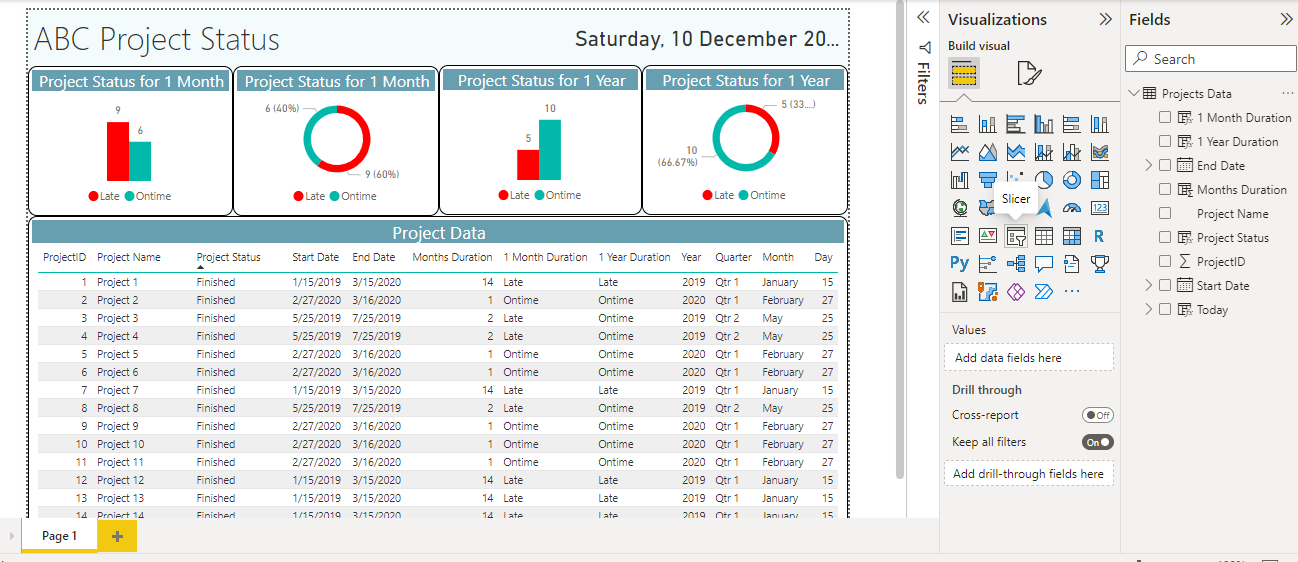 ABC Project Status
Saturday, 10 December 20...
Project Status for 1 Month
9
6
Late Ontime
Project Status for 1 Month
6 (40%)
9 (60%)
Late Ontime
Project Status for 1 Year
10
5
Late Ontime
Project Status for 1 Year
5 (33...)
10
(66.67%)
Late Ontime
Project Data
ProjectID Project Name Project Status Start Date End Date Months Duration 1 Month Duration 1 Year Duration Year Quarter Month Day
1 Project 1 Finished 1/15/2019 3/15/2020 14 Late Late 2019 Qtr 1 January 15
2 Project 2 Finished 2/27/2020 3/16/2020 1 Ontime Ontime 2020 Qtr 1 February 27
3 Project 3 Finished 5/25/2019 7/25/2019 2 Late Ontime 2019 Qtr 2 May 25
4 Project 4 Finished 5/25/2019 7/25/2019 2 Late Ontime 2019 Qtr 2 May 25
5 Project 5 Finished 2/27/2020 3/16/2020 1 Ontime Ontime 2020 Qtr 1 February 27
6 Project 6 Finished 2/27/2020 3/16/2020 1 Ontime Ontime 2020 Qtr 1 February 27
7 Project 7 Finished 1/15/2019 3/15/2020 14 Late Late 2019 Qtr 1 January 15
8 Project 8 Finished 5/25/2019 7/25/2019 2 Late Ontime 2019 Qtr 2 May 25
9 Project 9 Finished 2/27/2020 3/16/2020 1 Ontime Ontime 2020 Qtr 1 February 27
10 Project 10 Finished 2/27/2020 3/16/2020 1 Ontime Ontime 2020 Qtr 1 February 27
11 Project 11 Finished 2/27/2020 3/16/2020 1 Ontime Ontime 2020 Qtr 1 February 27
12 Project 12 Finished 1/15/2019 3/15/2020 14 Late Late 2019 Qtr 1 January 15
13 Project 13 Finished 1/15/2019 3/15/2020 14 Late Late 2019 Qtr 1 January 15
14 Project 14 Finished 1/15/2019 3/15/2020 14 Late Late 2019 Qtr 1 January 15
Page 1
Filters
Visualizations
Build visual
Slicer
123
R
Py
Values
Add data fields here
Drill through
Cross-report Off
Keep all filters On
Add drill-through fields here
Fields
Search
Projects Data
1 Month Duration
1 Year Duration
End Date
Months Duration
Project Name
Project Status
ProjectID
Start Date
Today